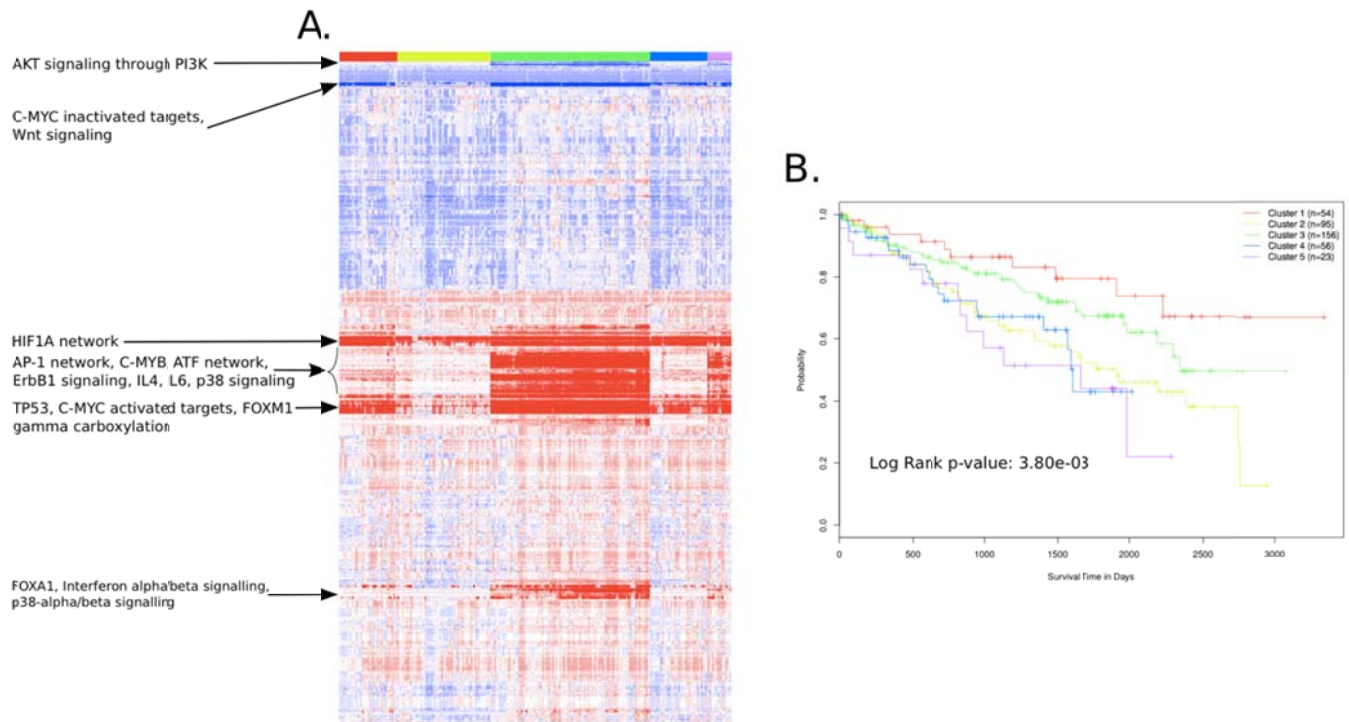 A.
AKT signaling through PI3K
C-MYC inactivated targets,
Wnt signaling
HIF1A network
AP-1 network, C-MYB ATF network,
ErbB1 signaling, IL4, L6, p38 signaling
TP53, C-MYC activated targets, FOXM1
gamma carboxylation
FOXA1, Interferon alpha/beta signalling,
p38-alpha/beta signalling
B.
Cluster 1 (n=54)
Cluster 2 (n=95)
Cluster 3 (n=156)
Cluster 4 (n=56)
Cluster 5 (n=23)
Probability
1.0
0.8
0.6
0.4
0.2
0.0
Log Rank p-value: 3.80e-03
0 500 1000 1500 2000 2500 3000
Survival Time in Days